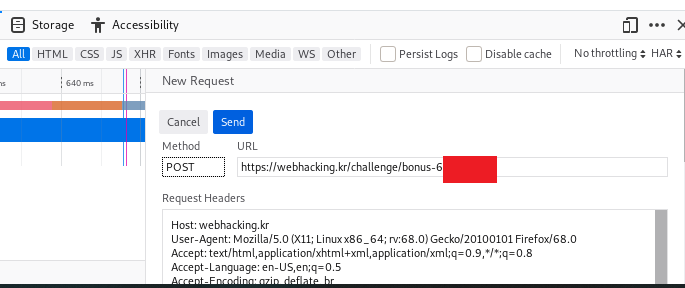 Storage Accessibility
All HTML CSS JS XHR Fonts Images Media WS Other Persist Logs Disable cache No throttling HAR
ms 640 ms New Request
Cancel Send
Method URL
POST https://webhacking.kr/challenge/bonus-6
Request Headers
Host: webhacking.kr
User-Agent: Mozilla/5.0 (X11; Linux x86_64; rv:68.0) Gecko/20100101 Firefox/68.0
Accept: text/html,application/xhtml+xml,application/xml;q=0.9,*/*;q=0.8
Accept-Language: en-US,en;q=0.5
Accept-Encoding: gzip, deflate, br